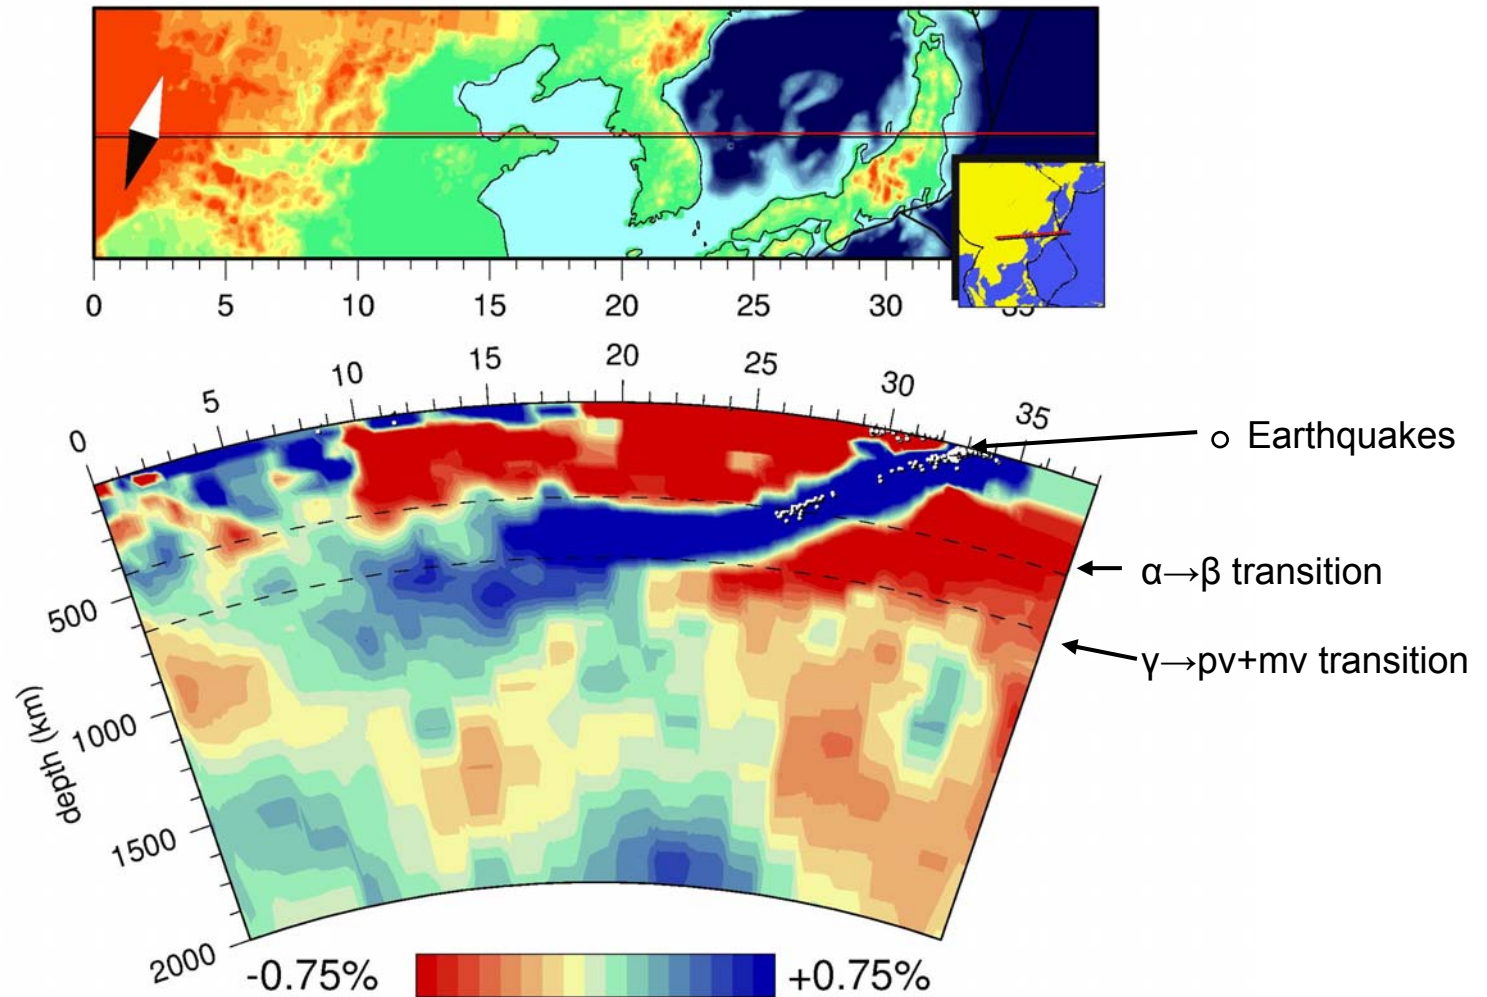 0 5 10 15 20 25 30 35
0 5 10 15 20 25 30 35
Earthquakes
α→β transition
500
γ→pv+mv transition
depth (km)
1000
1500
2000
-0.75% +0.75%